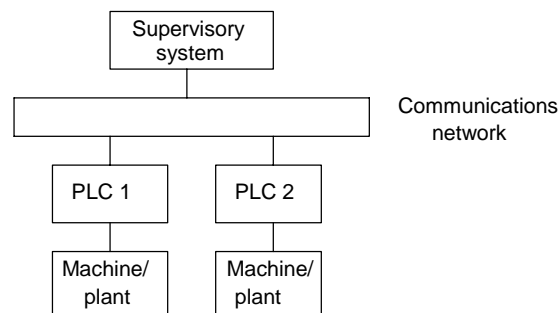 Supervisory
system
Communications
network
PLC 1
PLC 2
Machine/
plant
Machine/
plant